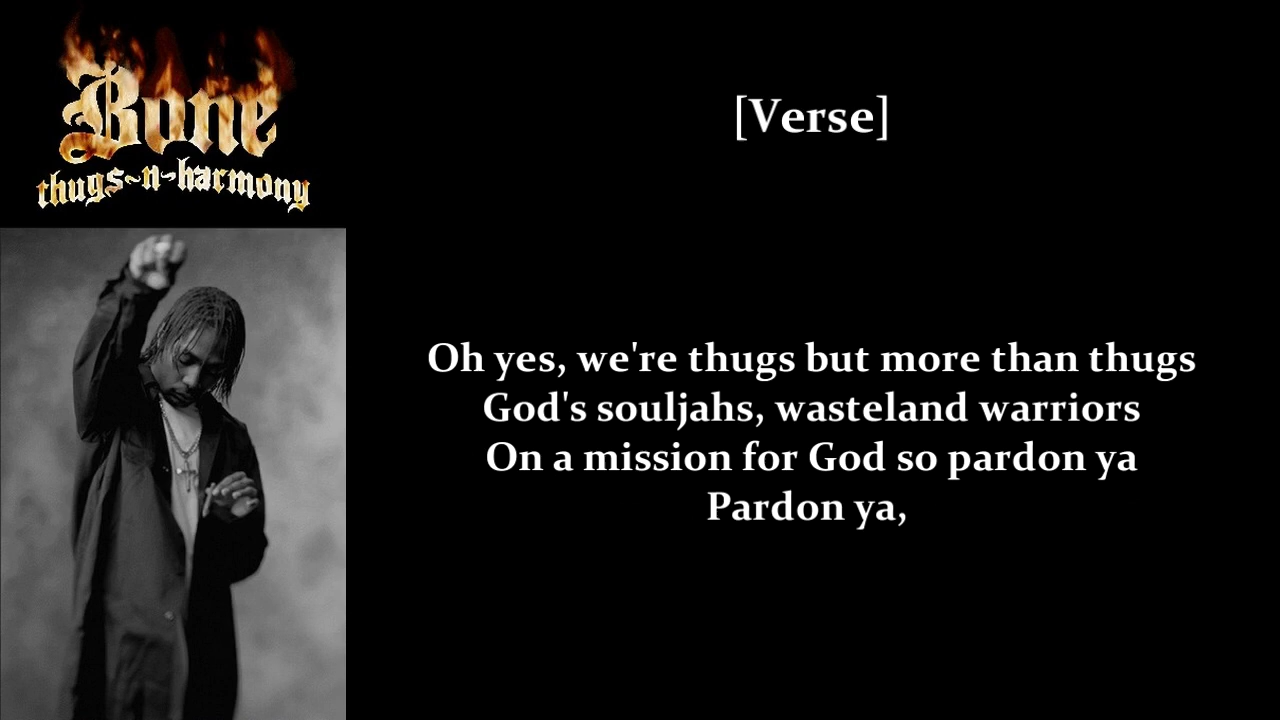 Bone
thugs~n~harmony
[Verse]
Oh yes, we're thugs but more than thugs
God's souljahs, wasteland warriors
On a mission for God so pardon ya
Pardon ya,